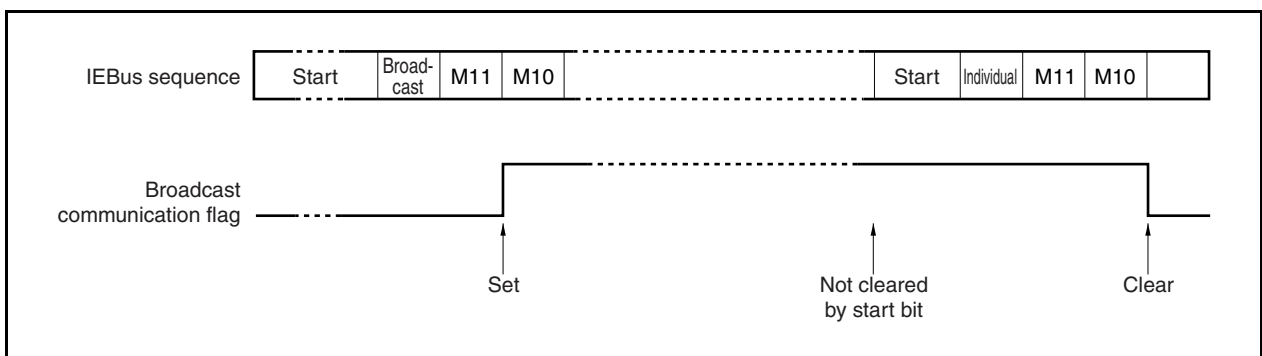 IEBus sequence
Start
Broad-
cast
M11
M10
Start
Individual
M11
M10
Broadcast
communication flag
Set
Not cleared
by start bit
Clear